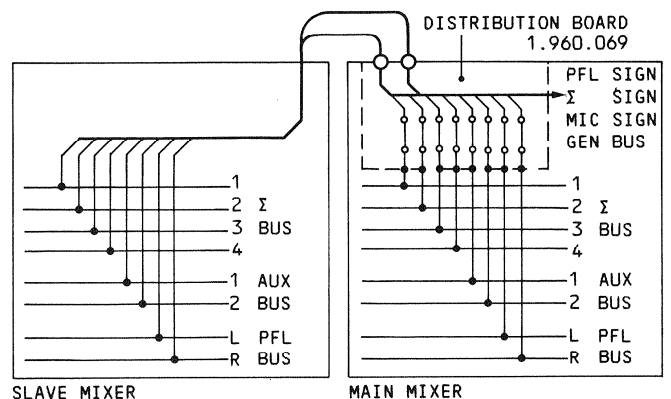 DISTRIBUTION BOARD
1.960.069
PFL SIGN
Σ SIGN
MIC SIGN
GEN BUS
1
2 Σ
3 BUS
4
1 AUX
2 BUS
L PFL
R BUS
SLAVE MIXER
1
2 Σ
3 BUS
4
1 AUX
2 BUS
L PFL
R BUS
MAIN MIXER